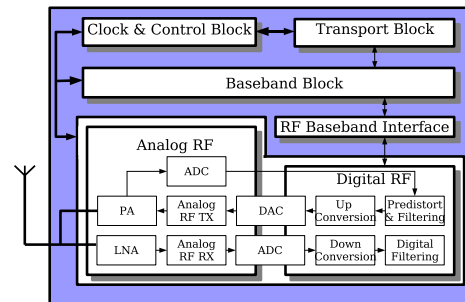 Clock & Control Block
Transport Block
Baseband Block
RF Baseband Interface
Analog RF
ADC
Digital RF
PA
Analog
RF TX
DAC
Up
Conversion
Predistort
& Filtering
LNA
Analog
RF RX
ADC
Down
Conversion
Digital
Filtering